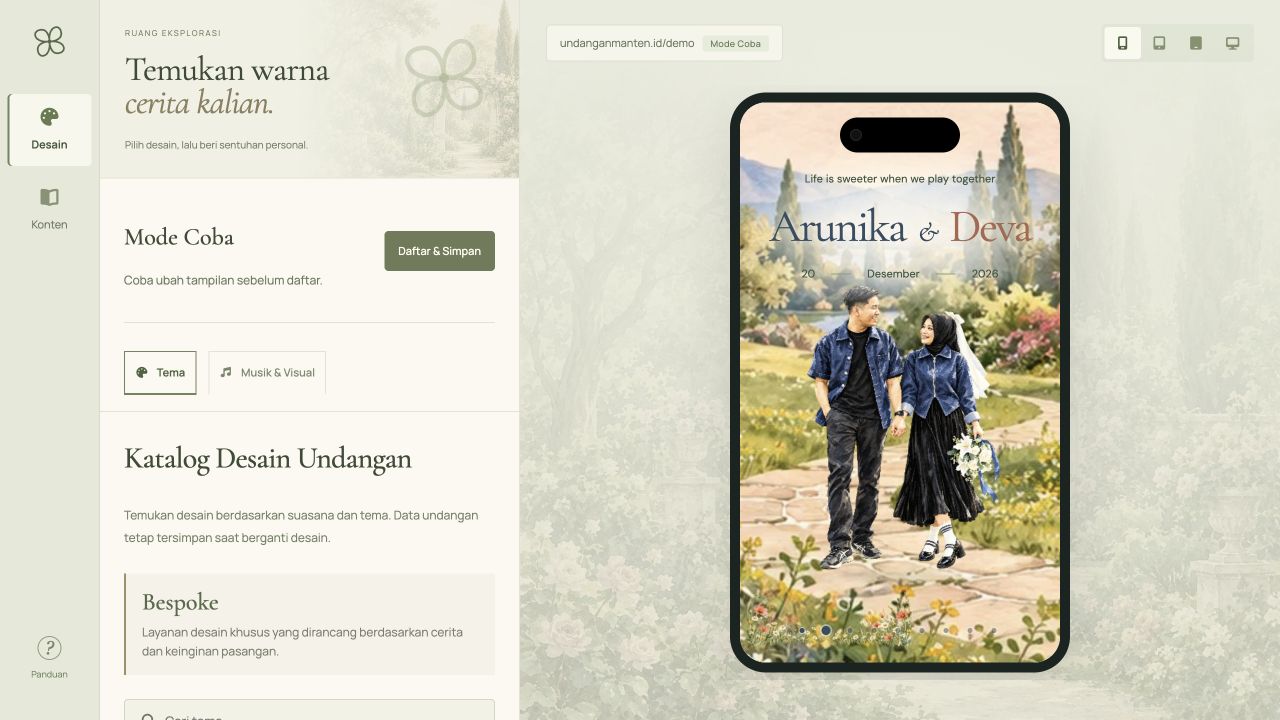 RUANG EKSPLORASI
Temukan warna
cerita kalian.
Pilih desain, lalu beri sentuhan personal.
Desain
Konten
Mode Coba
Coba ubah tampilan sebelum daftar.
Daftar & Simpan
Tema
Musik & Visual
Katalog Desain Undangan
Temukan desain berdasarkan suasana dan tema. Data undangan
tetap tersimpan saat berganti desain.
Bespoke
Layanan desain khusus yang dirancang berdasarkan cerita
dan keinginan pasangan.
Cari tema
?
Panduan
undanganmanten.id/demo
Mode Coba
Life is sweeter when we play together
Arunika & Deva
20 Desember 2026